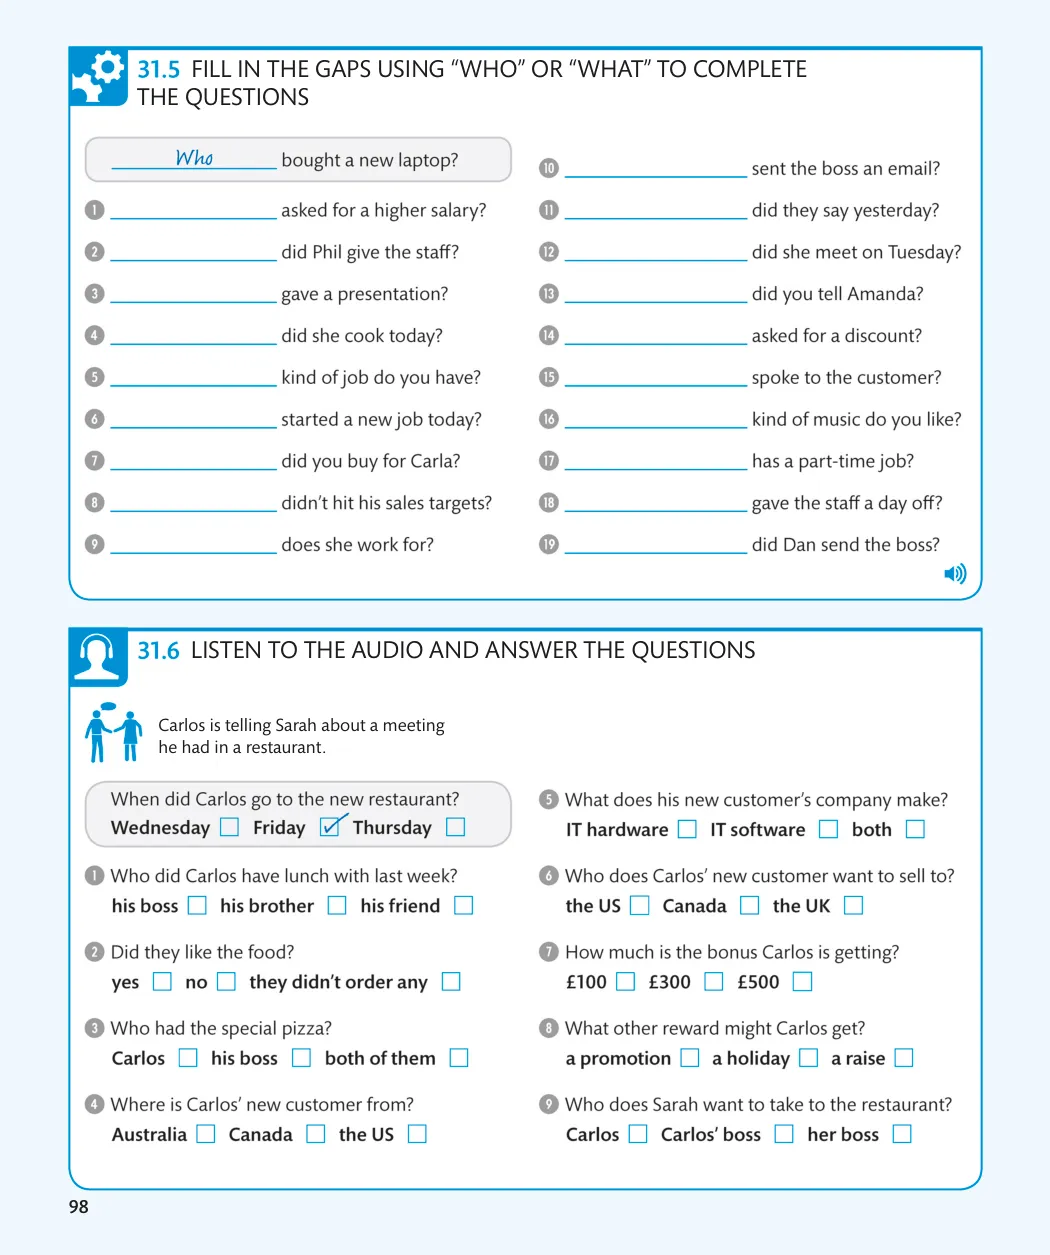 31.5 FILL IN THE GAPS USING “WHO” OR “WHAT” TO COMPLETE
THE QUESTIONS
Who bought a new laptop?
1 asked for a higher salary?
2 did Phil give the staff?
3 gave a presentation?
4 did she cook today?
5 kind of job do you have?
6 started a new job today?
7 did you buy for Carla?
8 didn’t hit his sales targets?
9 does she work for?
10 sent the boss an email?
11 did they say yesterday?
12 did she meet on Tuesday?
13 did you tell Amanda?
14 asked for a discount?
15 spoke to the customer?
16 kind of music do you like?
17 has a part-time job?
18 gave the staff a day off?
19 did Dan send the boss?
31.6 LISTEN TO THE AUDIO AND ANSWER THE QUESTIONS
Carlos is telling Sarah about a meeting
he had in a restaurant.
When did Carlos go to the new restaurant?
Wednesday Friday Thursday
1 Who did Carlos have lunch with last week?
his boss his brother his friend
2 Did they like the food?
yes no they didn’t order any
3 Who had the special pizza?
Carlos his boss both of them
4 Where is Carlos’ new customer from?
Australia Canada the US
5 What does his new customer’s company make?
IT hardware IT software both
6 Who does Carlos’ new customer want to sell to?
the US Canada the UK
7 How much is the bonus Carlos is getting?
£100 £300 £500
8 What other reward might Carlos get?
a promotion a holiday a raise
9 Who does Sarah want to take to the restaurant?
Carlos Carlos’ boss her boss
98